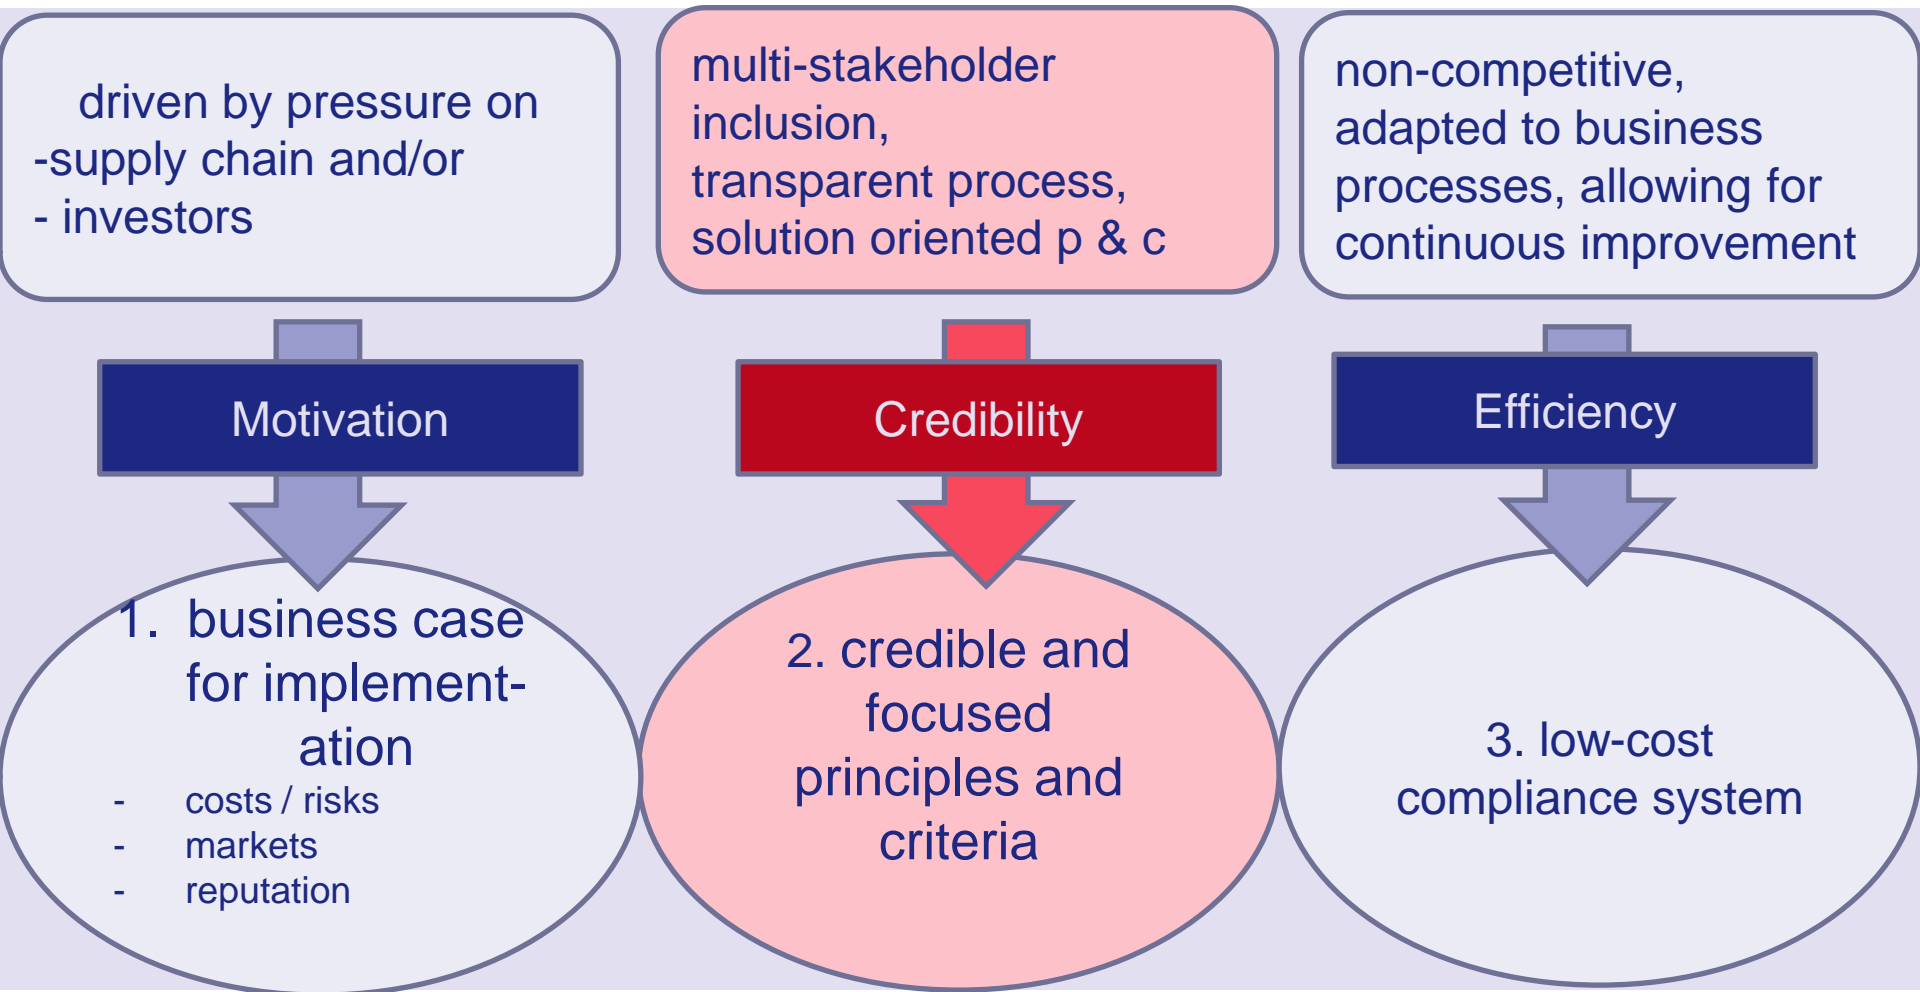 driven by pressure on
-supply chain and/or
- investors
multi-stakeholder
inclusion,
transparent process,
solution oriented p & c
non-competitive,
adapted to business
processes, allowing for
continuous improvement
Motivation
Credibility
Efficiency
1. business case
for implement-
ation
- costs / risks
- markets
- reputation
2. credible and
focused
principles and
criteria
3. low-cost
compliance system